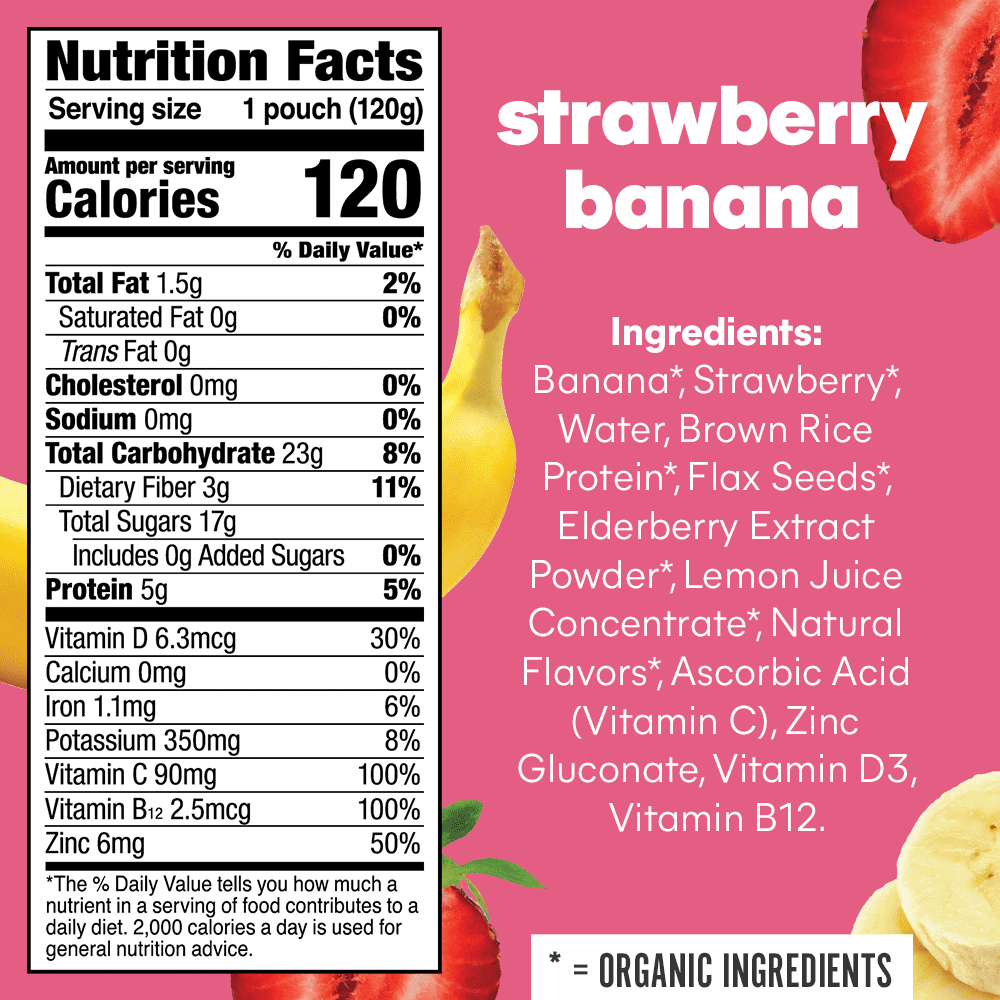 Nutrition Facts
Serving size 1 pouch (120g)
Amount per serving
Calories 120
% Daily Value*
Total Fat 1.5g 2%
Saturated Fat 0g 0%
Trans Fat 0g
Cholesterol 0mg 0%
Sodium 0mg 0%
Total Carbohydrate 23g 8%
Dietary Fiber 3g 11%
Total Sugars 17g
Includes 0g Added Sugars 0%
Protein 5g 5%
Vitamin D 6.3mcg 30%
Calcium 0mg 0%
Iron 1.1mg 6%
Potassium 350mg 8%
Vitamin C 90mg 100%
Vitamin B12 2.5mcg 100%
Zinc 6mg 50%
*The % Daily Value tells you how much a
nutrient in a serving of food contributes to a
daily diet. 2,000 calories a day is used for
general nutrition advice.
strawberry
banana
Ingredients:
Banana*, Strawberry*,
Water, Brown Rice
Protein*, Flax Seeds*,
Elderberry Extract
Powder*, Lemon Juice
Concentrate*, Natural
Flavors*, Ascorbic Acid
(Vitamin C), Zinc
Gluconate, Vitamin D3,
Vitamin B12.
* = ORGANIC INGREDIENTS